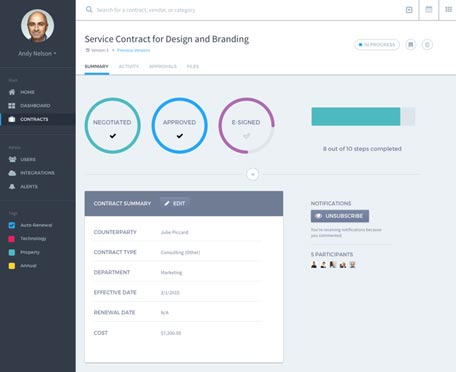 Search for a contract, vendor, or category
Andy Nelson
Main
HOME
DASHBOARD
CONTRACTS
Admin
USERS
INTEGRATIONS
ALERTS
Tags
Auto-Renewal
Technology
Property
Annual
Service Contract for Design and Branding
Version 3
Previous Versions
IN PROGRESS
SUMMARY ACTIVITY APPROVALS FILES
NEGOTIATED
APPROVED
E-SIGNED
8 out of 10 steps completed
CONTRACT SUMMARY EDIT
COUNTERPARTY Julie Piccard
CONTRACT TYPE Consulting (Other)
DEPARTMENT Marketing
EFFECTIVE DATE 2/1/2015
RENEWAL DATE N/A
COST $1,200.00
NOTIFICATIONS
UNSUBSCRIBE
You're receiving notifications because
you commented.
5 PARTICIPANTS